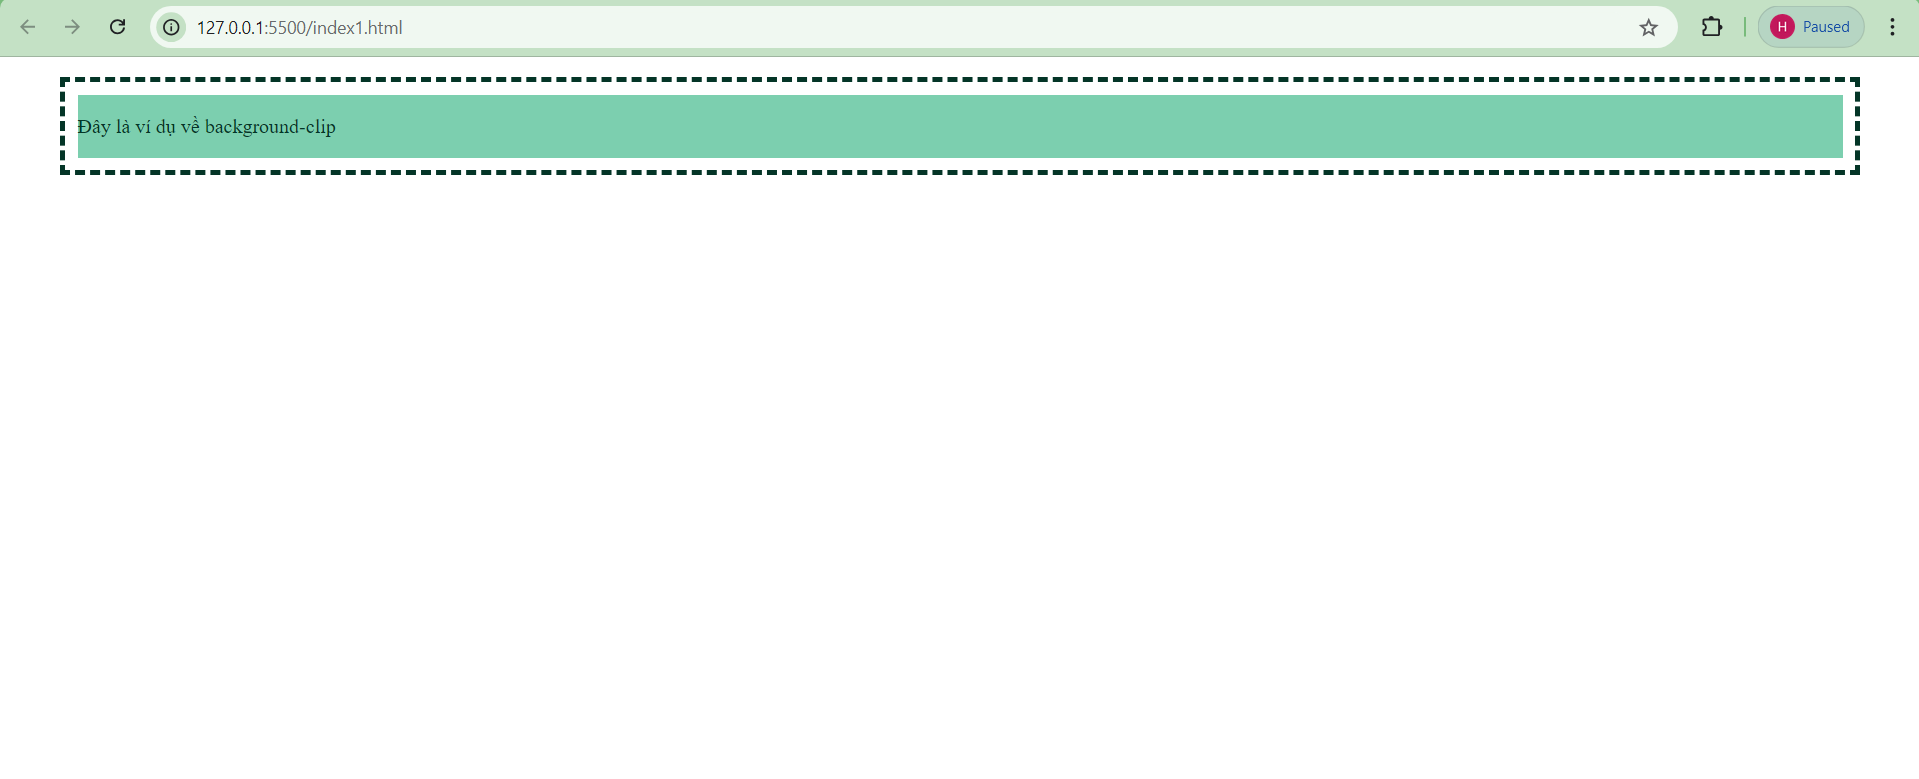 127.0.0.1:5500/index1.html
H Paused
Đây là ví dụ về background-clip